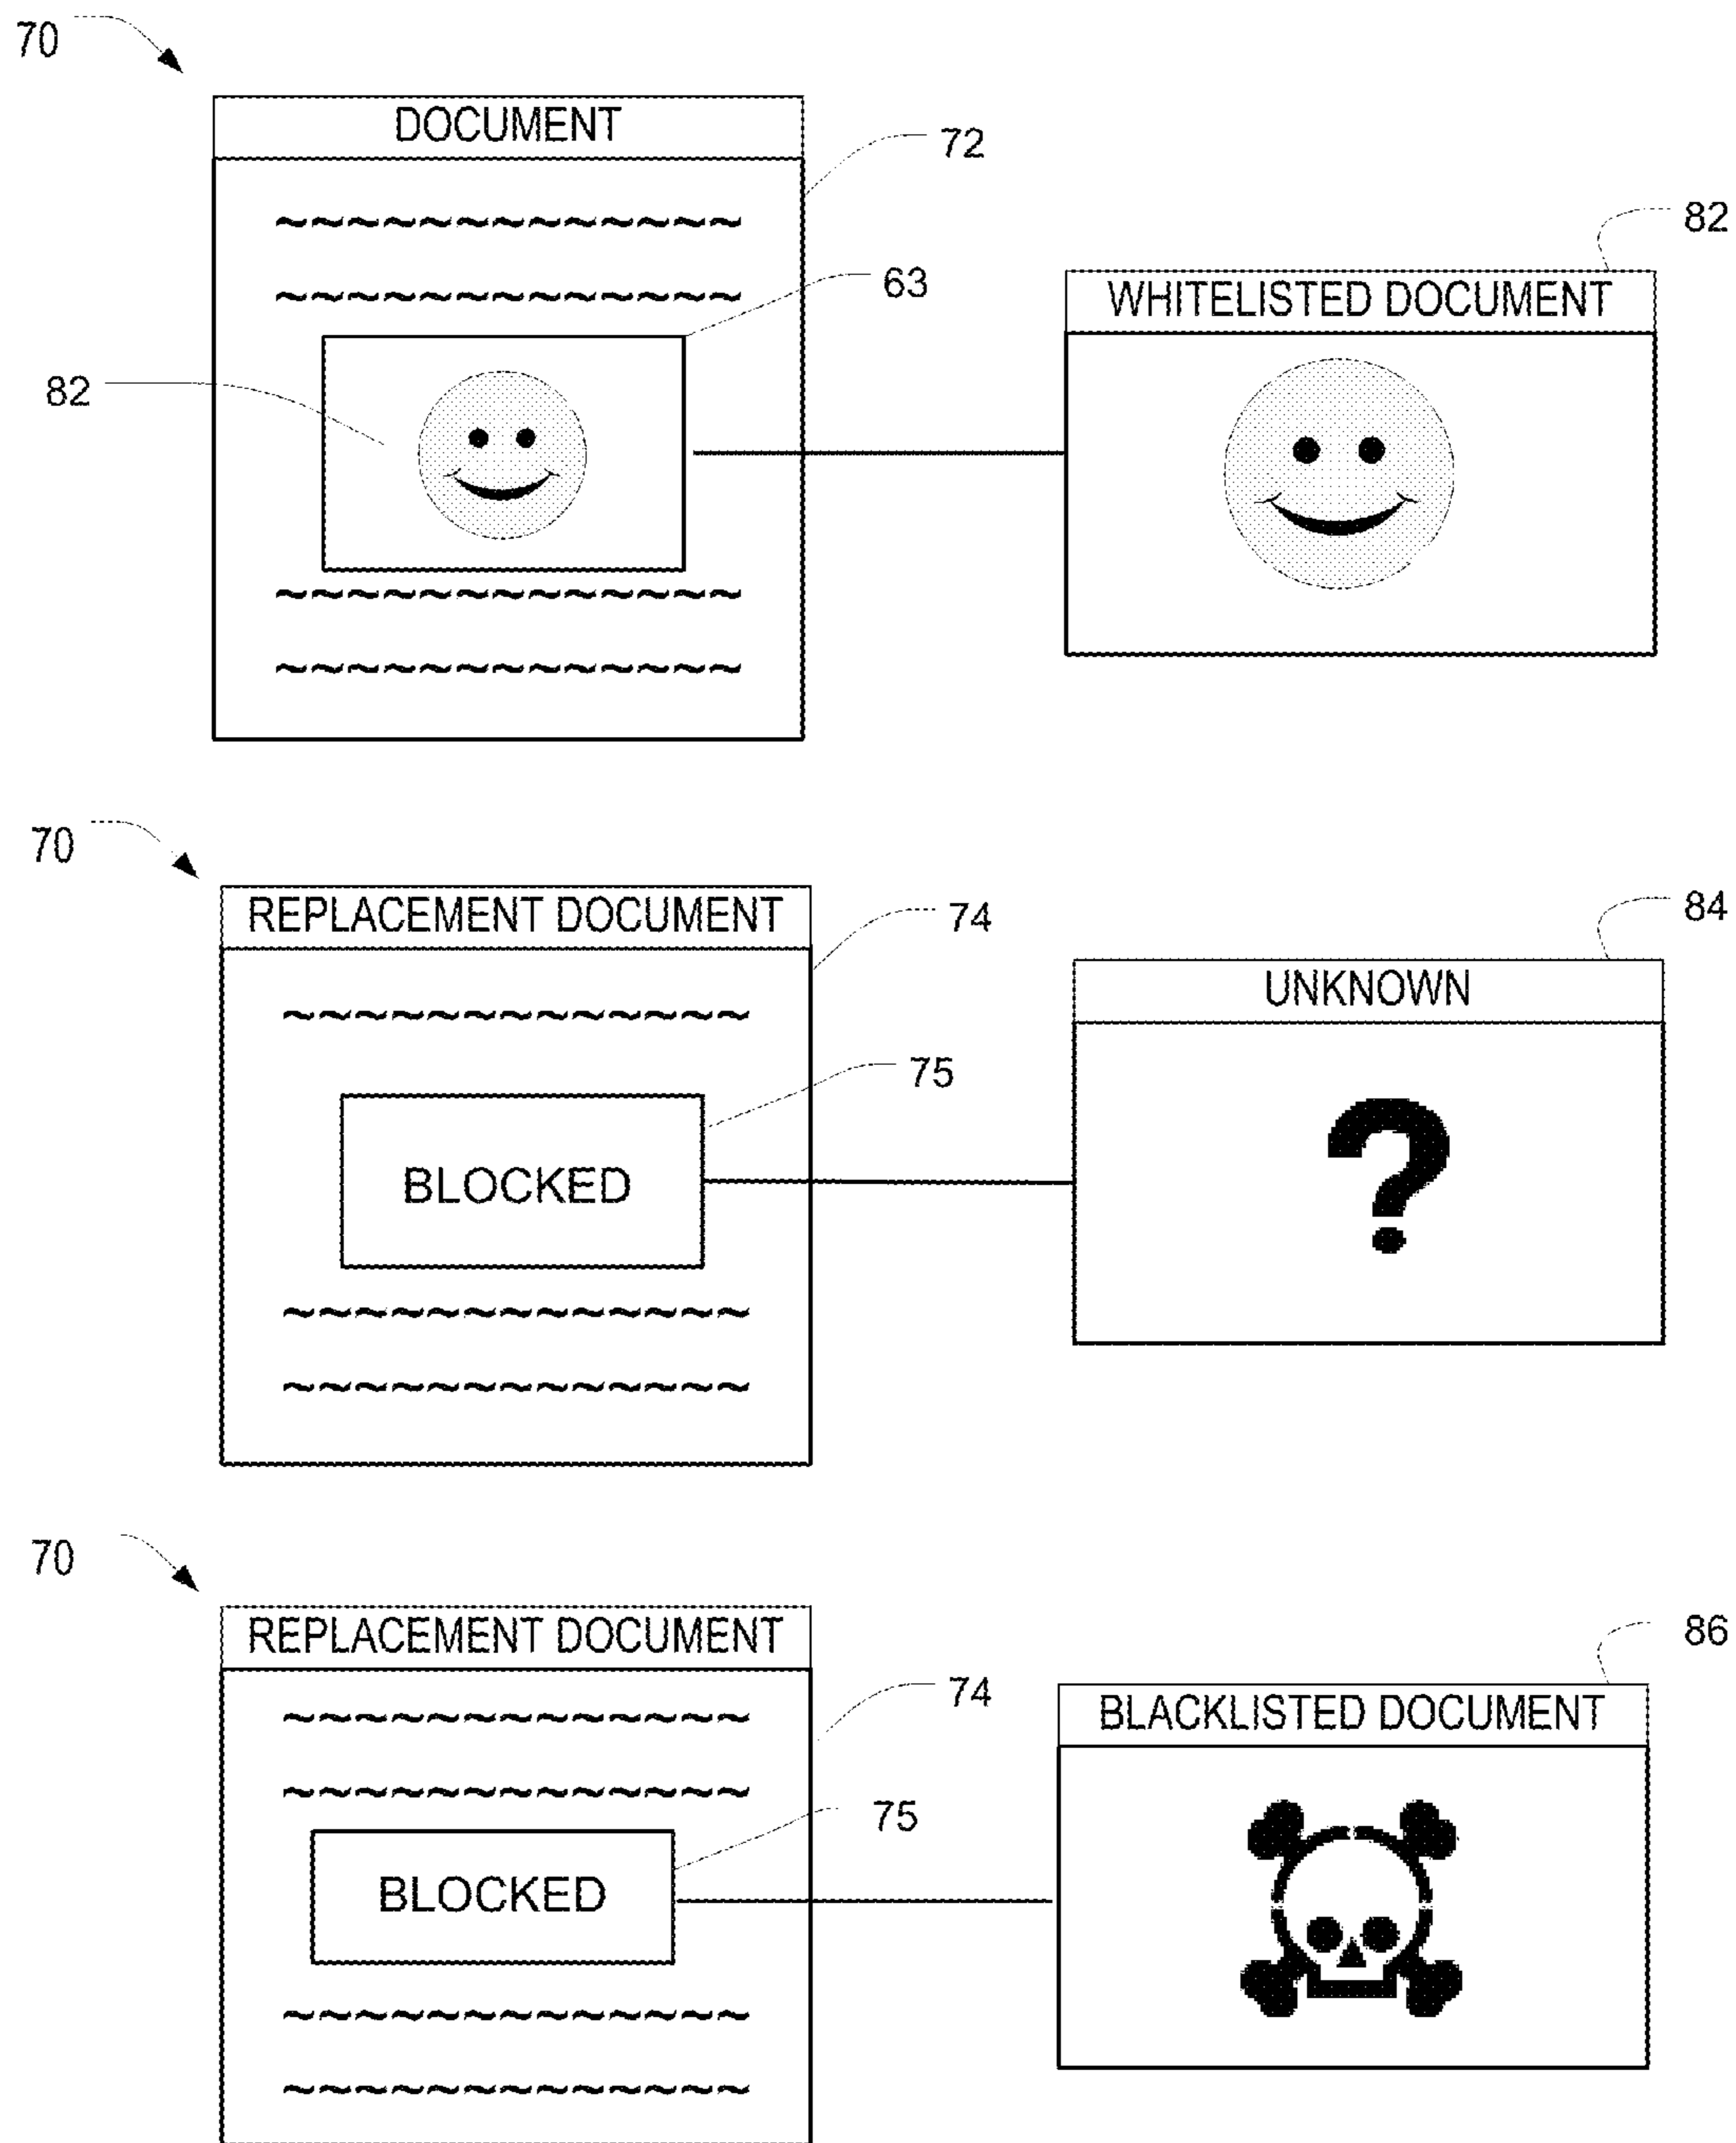 70
DOCUMENT
72
82
63
WHITELISTED DOCUMENT
82
70
REPLACEMENT DOCUMENT
74
84
UNKNOWN
75
BLOCKED
?
70
REPLACEMENT DOCUMENT
74
86
BLACKLISTED DOCUMENT
75
BLOCKED